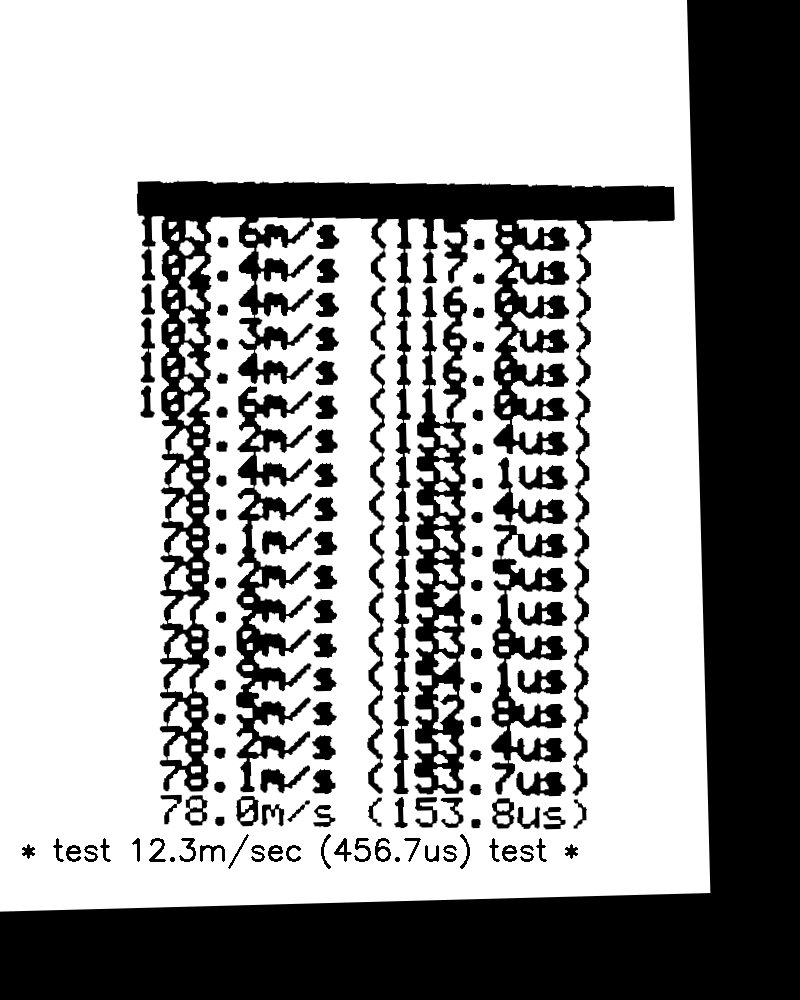 103.6m/s (115.8us)
102.4m/s (117.2us)
103.4m/s (116.0us)
103.3m/s (116.2us)
103.4m/s (116.0us)
102.6m/s (117.0us)
78.2m/s (153.4us)
78.4m/s (153.1us)
78.2m/s (153.4us)
78.1m/s (153.7us)
78.2m/s (153.5us)
77.9m/s (154.1us)
78.0m/s (153.8us)
77.9m/s (154.1us)
78.5m/s (152.8us)
78.2m/s (153.4us)
78.1m/s (153.7us)
78.0m/s (153.8us)
* test 12.3m/sec (456.7us) test *